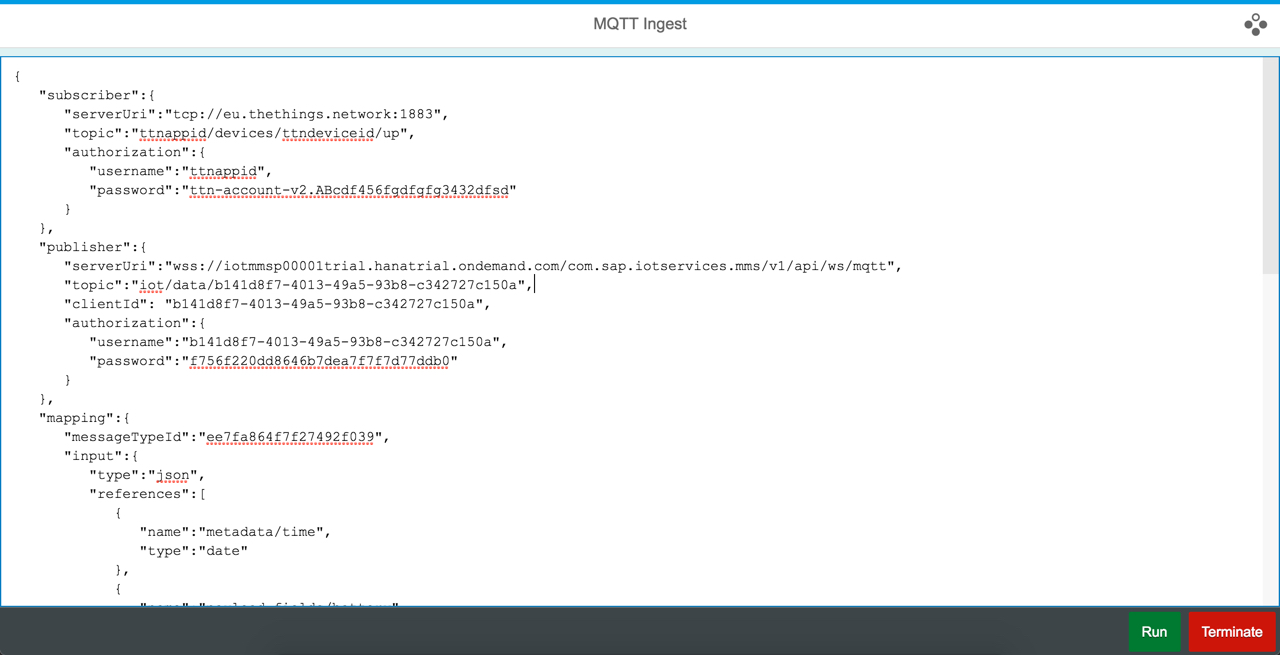 MQTT Ingest
{
"subscriber":{
"serverUri":"tcp://eu.thethings.network:1883",
"topic":"ttnappid/devices/ttndeviceid/up",
"authorization":{
"username":"ttnappid",
"password":"ttn-account-v2.ABcdf456fgdfgfg3432dfsd"
}
},
"publisher":{
"serverUri":"wss://iotmmsp00001trial.hanatrial.ondemand.com/com.sap.iotservices.mms/v1/api/ws/mqtt",
"topic":"iot/data/b141d8f7-4013-49a5-93b8-c342727c150a",
"clientId": "b141d8f7-4013-49a5-93b8-c342727c150a",
"authorization":{
"username":"b141d8f7-4013-49a5-93b8-c342727c150a",
"password":"f756f220dd8646b7dea7f7f7d77ddb0"
}
},
"mapping":{
"messageTypeId":"ee7fa864f7f27492f039",
"input":{
"type":"json",
"references":[
{
"name":"metadata/time",
"type":"date"
},
{
Run
Terminate